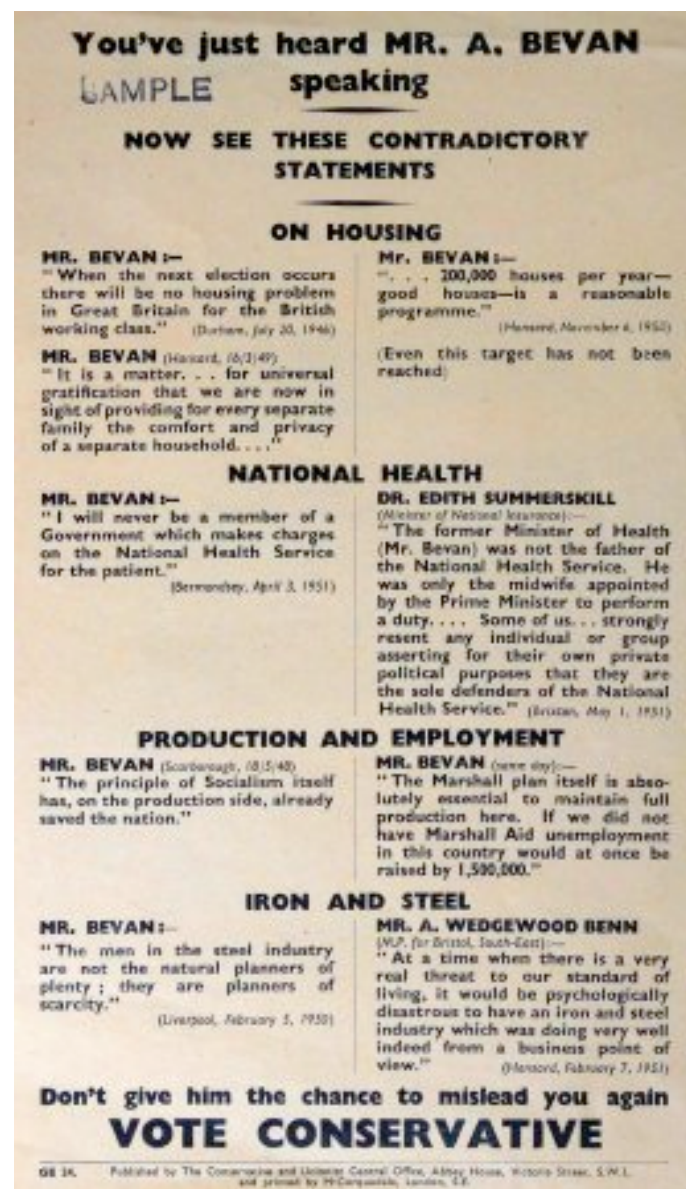 You've just heard MR. A. BEVAN
SAMPLE
speaking
NOW SEE THESE CONTRADICTORY
STATEMENTS
ON HOUSING
MR. BEVAN :—
"When the next election occurs
there will be no housing problem
in Great Britain for the British
working class." (Durham, July 20, 1946)
MR. BEVAN (Hansard, 16/3/49)
"It is a matter. . . for universal
gratification that we are now in
sight of providing for every separate
family the comfort and privacy
of a separate household. . . ."
Mr. BEVAN :—
". . . 200,000 houses per year—
good houses—is a reasonable
programme."
(Hansard, November 6, 1950)
(Even this target has not been
reached)
NATIONAL HEALTH
MR. BEVAN :—
"I will never be a member of a
Government which makes charges
on the National Health Service
for the patient."
(Bermondsey, April 3, 1951)
DR. EDITH SUMMERSKILL
(Minister of National Insurance):—
"The former Minister of Health
(Mr. Bevan) was not the father of
the National Health Service. He
was only the midwife appointed
by the Prime Minister to perform
a duty. . . . Some of us. . . strongly
resent any individual or group
asserting for their own private
political purposes that they are
the sole defenders of the National
Health Service." (Brixton, May 1, 1951)
PRODUCTION AND EMPLOYMENT
MR. BEVAN (Scarborough, 18/5/48)
"The principle of Socialism itself
has, on the production side, already
saved the nation."
MR. BEVAN (same day):—
"The Marshall plan itself is abso-
lutely essential to maintain full
production here. If we did not
have Marshall Aid unemployment
in this country would at once be
raised by 1,500,000."
IRON AND STEEL
MR. BEVAN :—
"The men in the steel industry
are not the natural planners of
plenty ; they are planners of
scarcity."
(Liverpool, February 5, 1950)
MR. A. WEDGEWOOD BENN
(M.P. for Bristol, South-East):—
"At a time when there is a very
real threat to our standard of
living, it would be psychologically
disastrous to have an iron and steel
industry which was doing very well
indeed from a business point of
view." (Hansard, February 7, 1951)
Don't give him the chance to mislead you again
VOTE CONSERVATIVE
GE 24. Published by The Conservative and Unionist Central Office, Abbey House, Victoria Street, S.W.1.
and printed by McCorquodale, London, S.E.